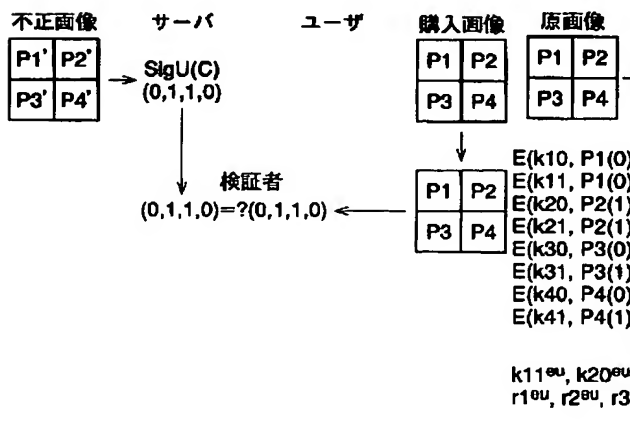 不正画像 サーバ ユーザ 購入画像 原画像
P1' P2'
P3' P4'
SigU(C)
(0,1,1,0)
P1 P2
P3 P4
P1 P2
P3 P4
検証者
(0,1,1,0)=?(0,1,1,0)
P1 P2
P3 P4
E(k10, P1(0)
E(k11, P1(0)
E(k20, P2(1)
E(k21, P2(1)
E(k30, P3(0)
E(k31, P3(1)
E(k40, P4(0)
E(k41, P4(1)
k11eu, k20eu
r1eu, r2eu, r3